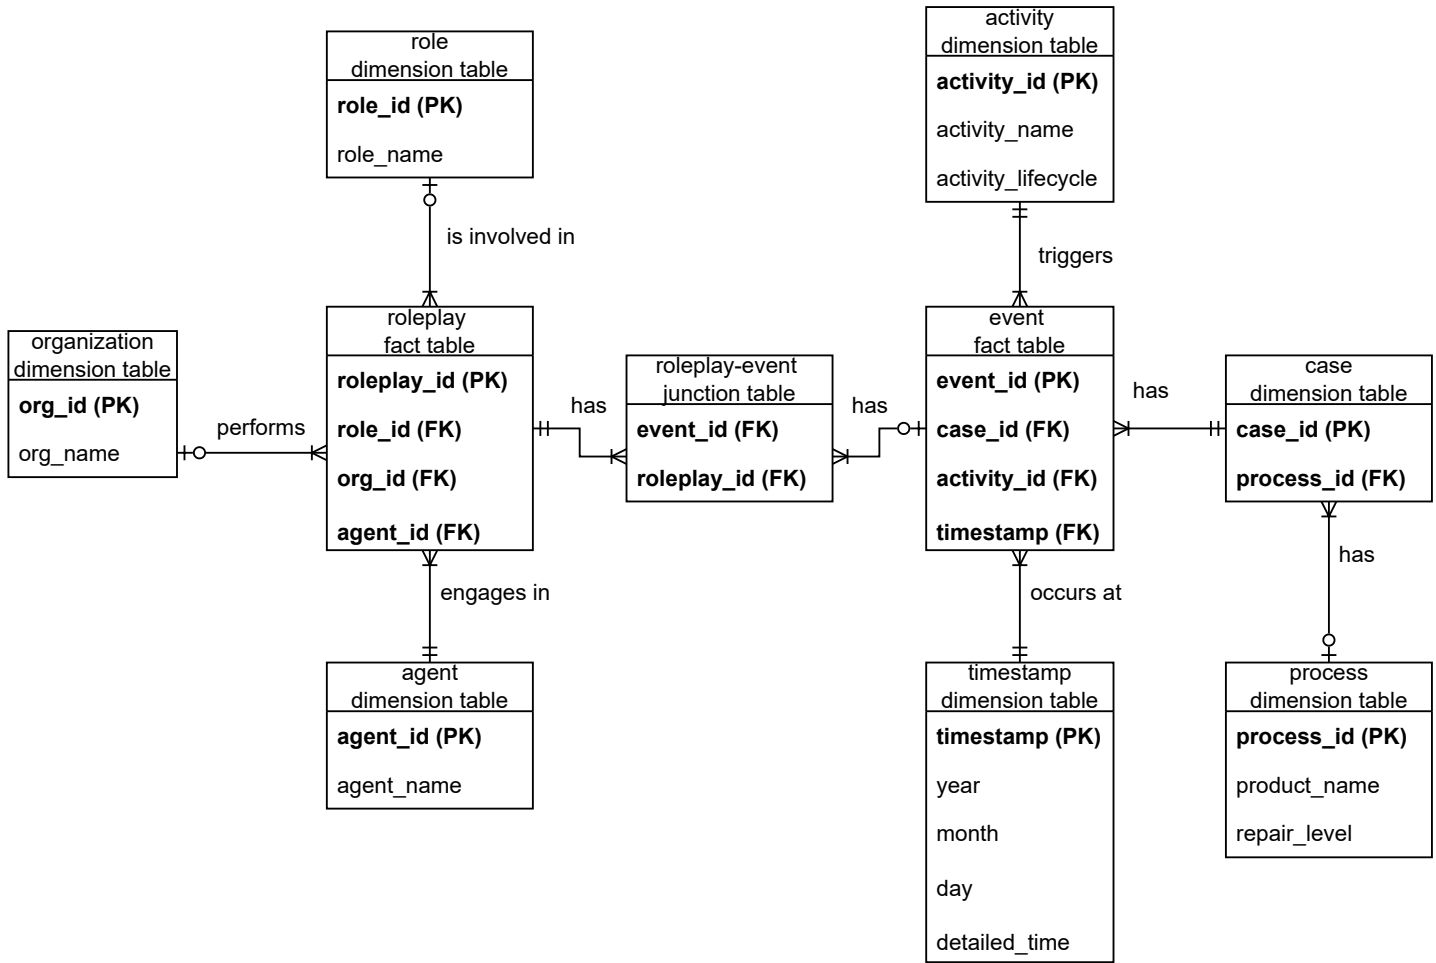 role
dimension table
role_id (PK)
role_name
is involved in
activity
dimension table
activity_id (PK)
activity_name
activity_lifecycle
triggers
organization
dimension table
org_id (PK)
org_name
performs
roleplay
fact table
roleplay_id (PK)
role_id (FK)
org_id (FK)
agent_id (FK)
has
roleplay-event
junction table
event_id (FK)
roleplay_id (FK)
has
event
fact table
event_id (PK)
case_id (FK)
activity_id (FK)
timestamp (FK)
has
case
dimension table
case_id (PK)
process_id (FK)
engages in
occurs at
has
agent
dimension table
agent_id (PK)
agent_name
timestamp
dimension table
timestamp (PK)
year
month
day
detailed_time
process
dimension table
process_id (PK)
product_name
repair_level